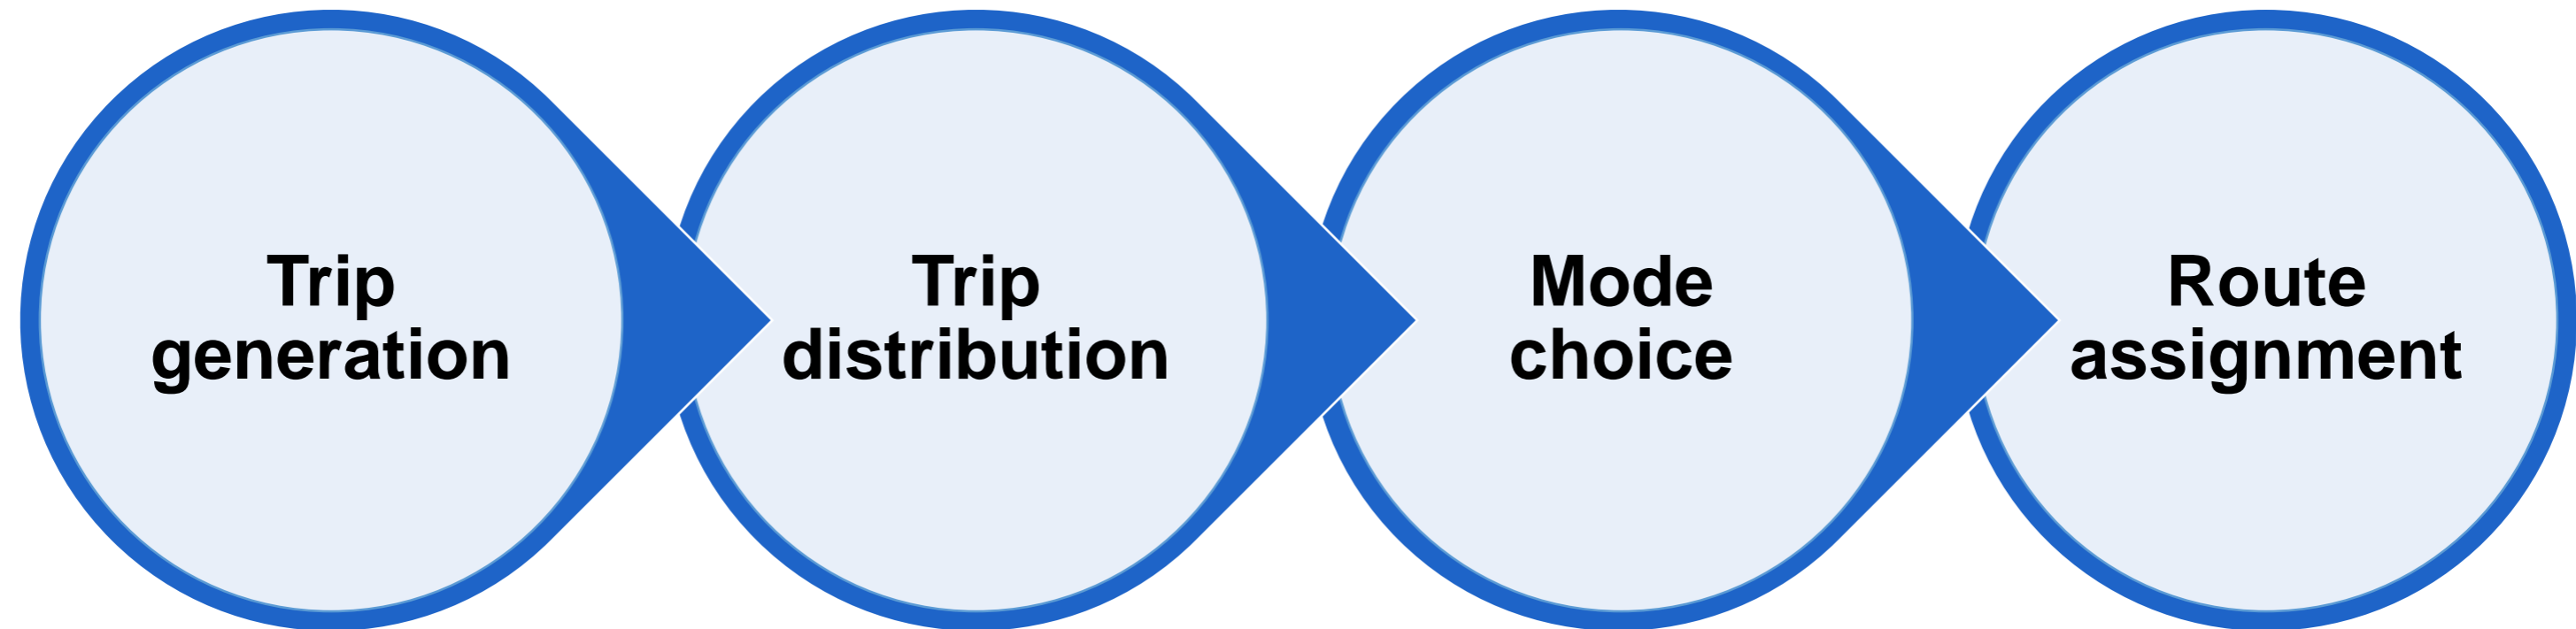 Trip
generation
Trip
distribution
Mode
choice
Route
assignment